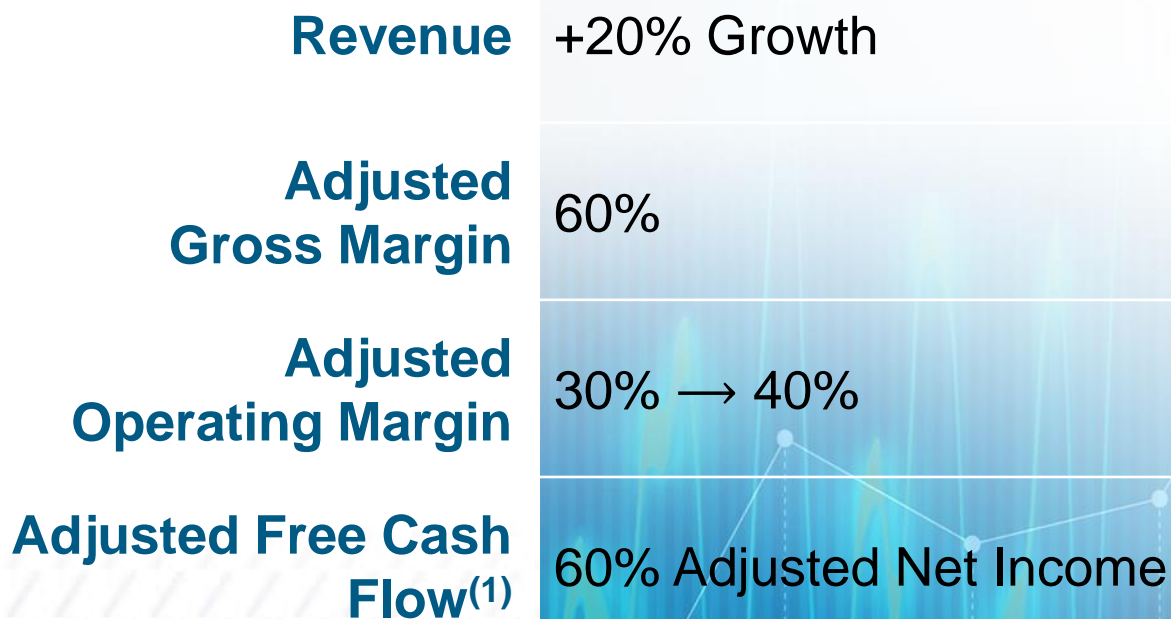 Revenue +20% Growth
Adjusted
Gross Margin 60%
Adjusted
Operating Margin 30% → 40%
Adjusted Free Cash
Flow(1) 60% Adjusted Net Income